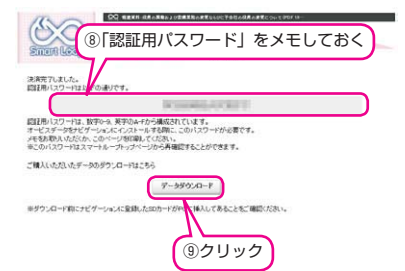 ⑧「認証用パスワード」をメモしておく
決済完了しました。
認証用パスワードは以下の通りです。
認証用パスワードは、数字0-9、英字のA-Fから構成されています。
オービスデータをナビゲーションにインストールする際に、このパスワードが必要です。
メモをお取りいただくか、このページを印刷してください。
※このパスワードはスマートループトップページから再確認することができます。
ご購入いただいたデータのダウンロードはこちら
データダウンロード
※ダウンロード前にナビゲーションに登録したSDカードがPCに挿入してあることをご確認ください。
⑨クリック